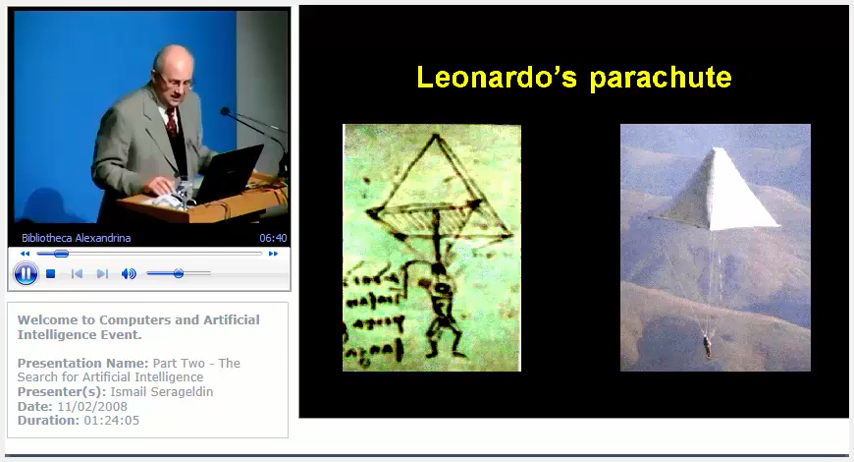 Leonardo's parachute
Bibliotheca Alexandrina 06:40
Welcome to Computers and Artificial
Intelligence Event.
Presentation Name: Part Two - The
Search for Artificial Intelligence
Presenter(s): Ismail Serageldin
Date: 11/02/2008
Duration: 01:24:05